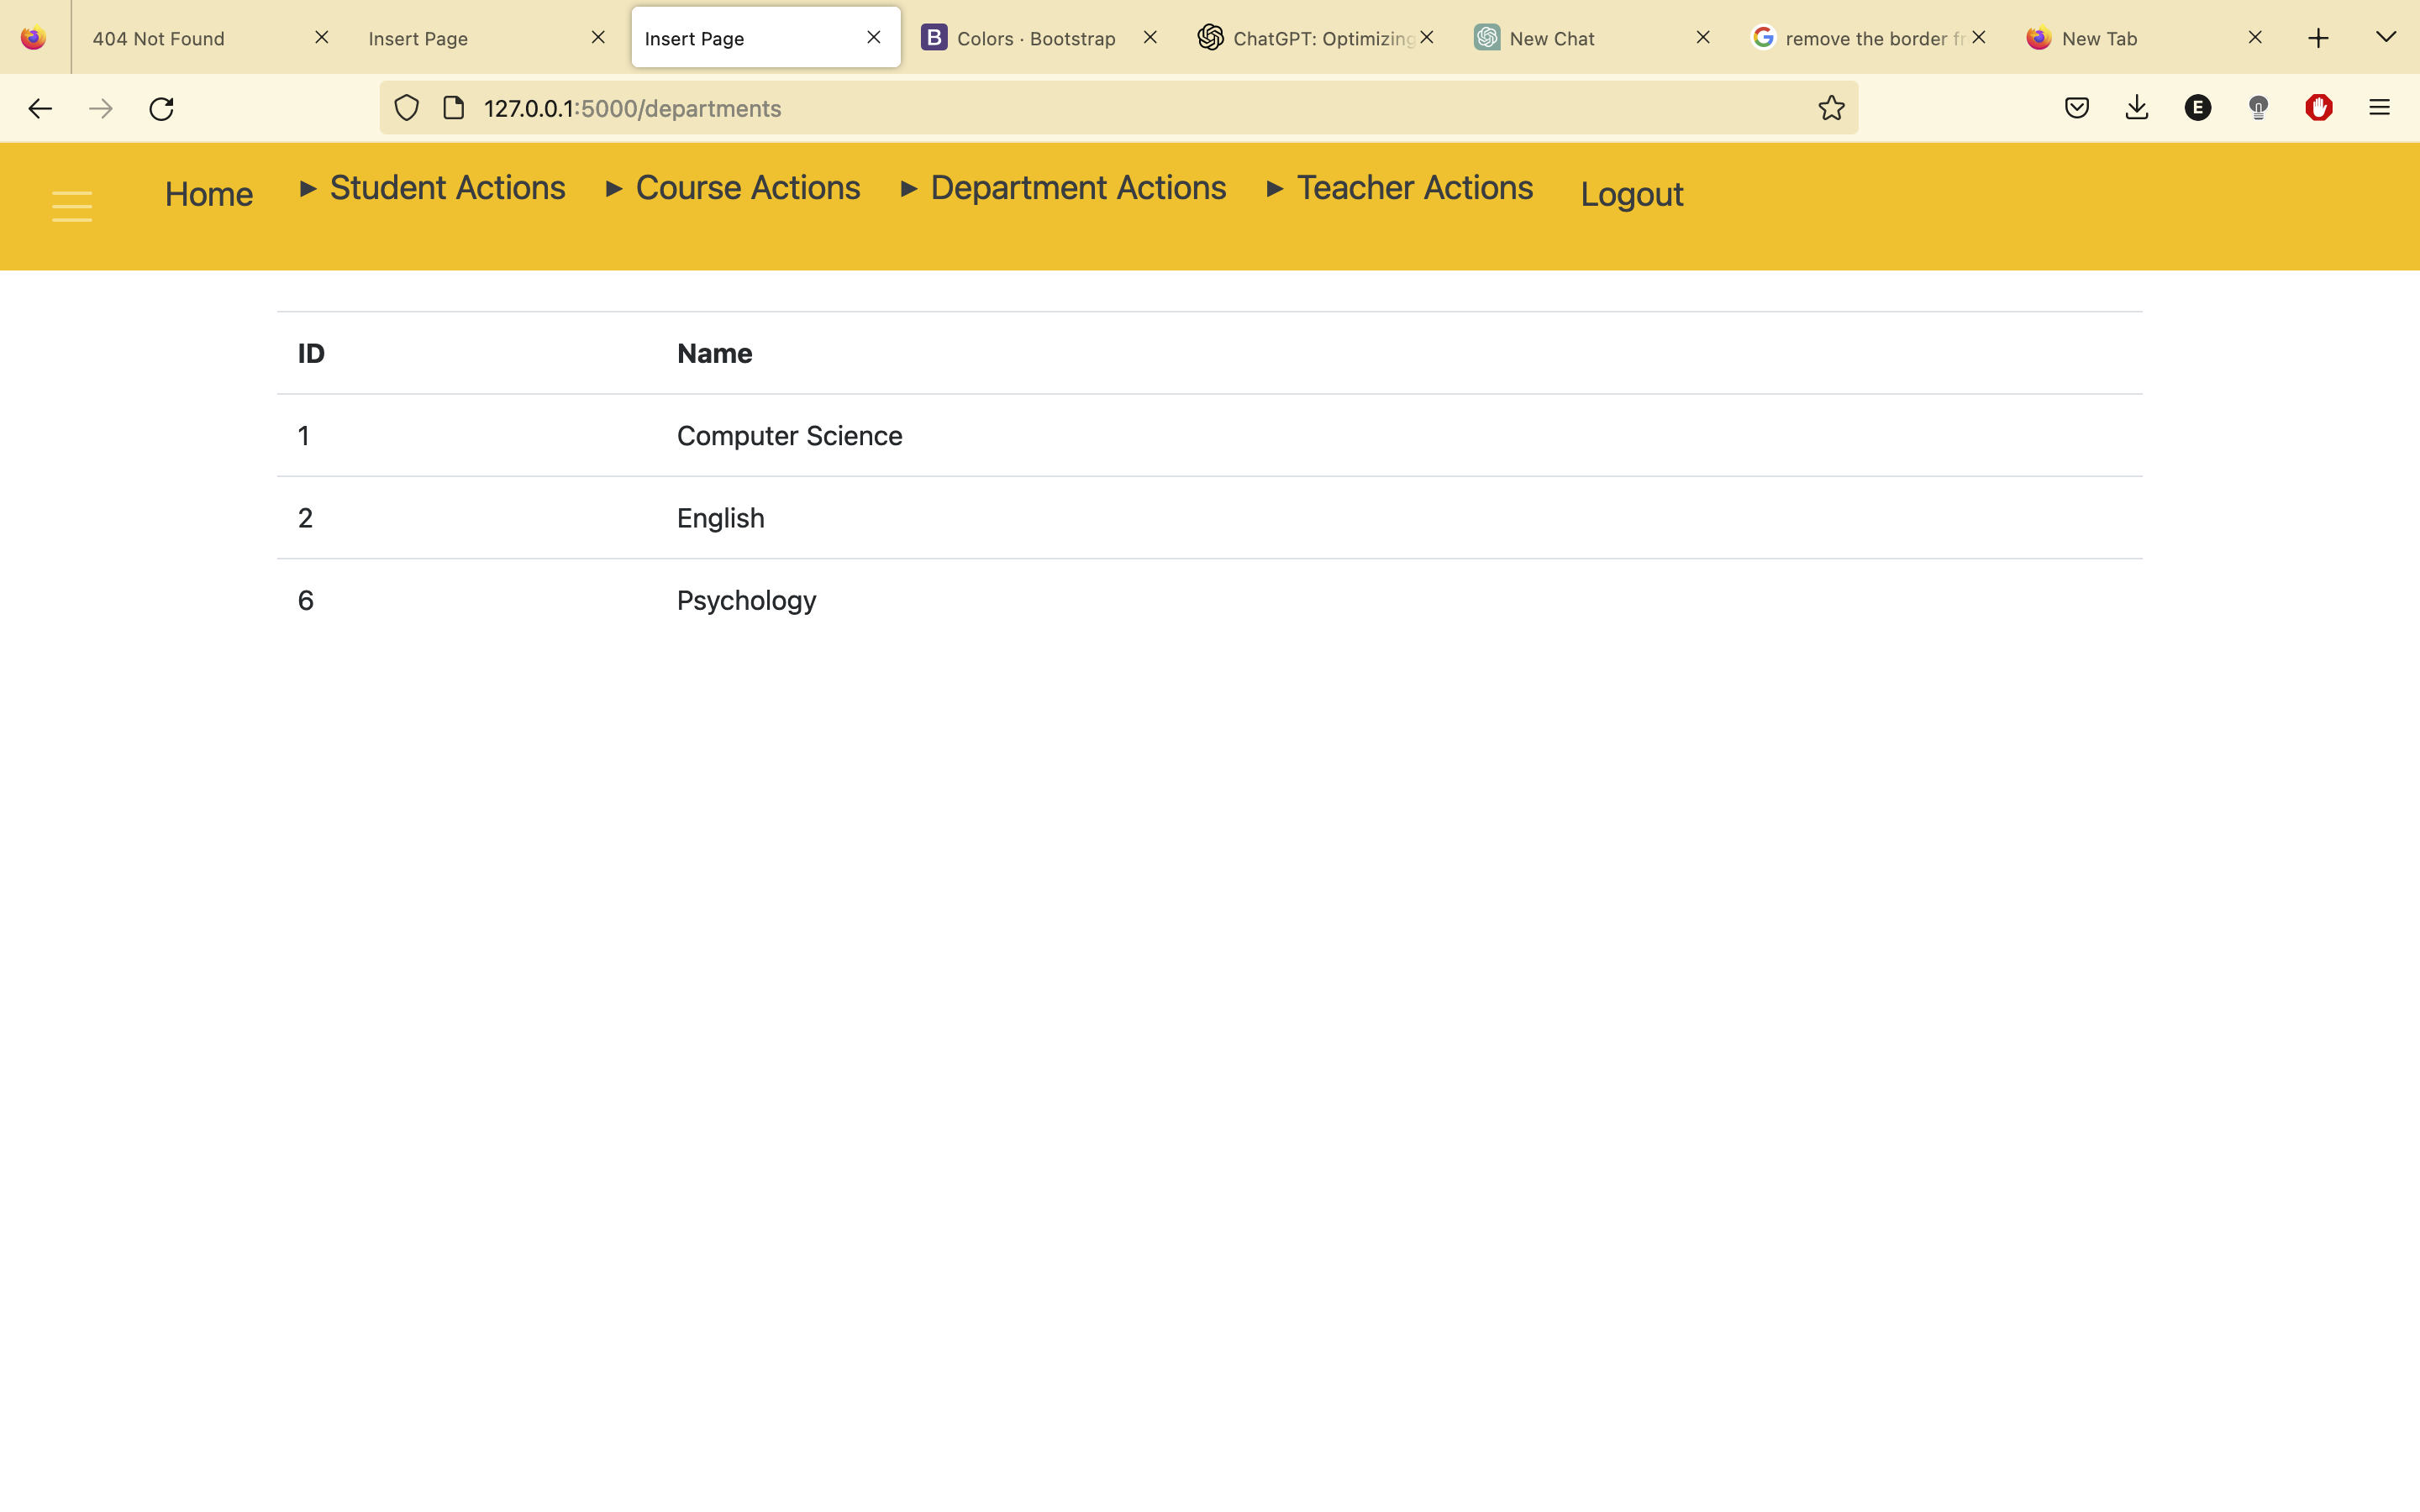 404 Not Found Insert Page Insert Page B Colors · Bootstrap ChatGPT: Optimizing New Chat G remove the border fr New Tab
127.0.0.1:5000/departments E
Home Student Actions Course Actions Department Actions Teacher Actions Logout
ID Name
1 Computer Science
2 English
6 Psychology